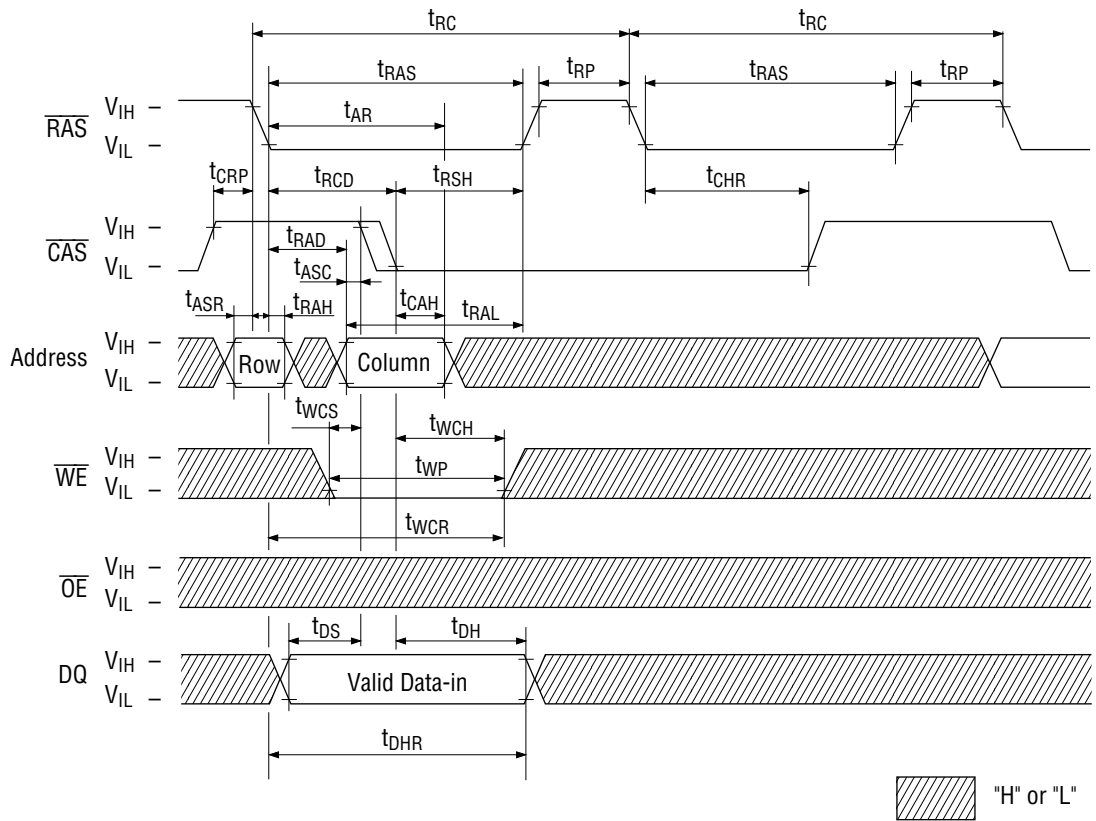 tRC tRC
tRAS tRP tRAS tRP
RAS VIH –
VIL –
tAR
tCRP tRCD tRSH tCHR
CAS VIH –
VIL –
tRAD
tASC
tASR tRAH tCAH tRAL
Address VIH –
VIL –
Row Column
tWCS tWCH
WE VIH –
VIL –
tWP
tWCR
OE VIH –
VIL –
tDS tDH
DQ VIH –
VIL –
Valid Data-in
tDHR
"H" or "L"